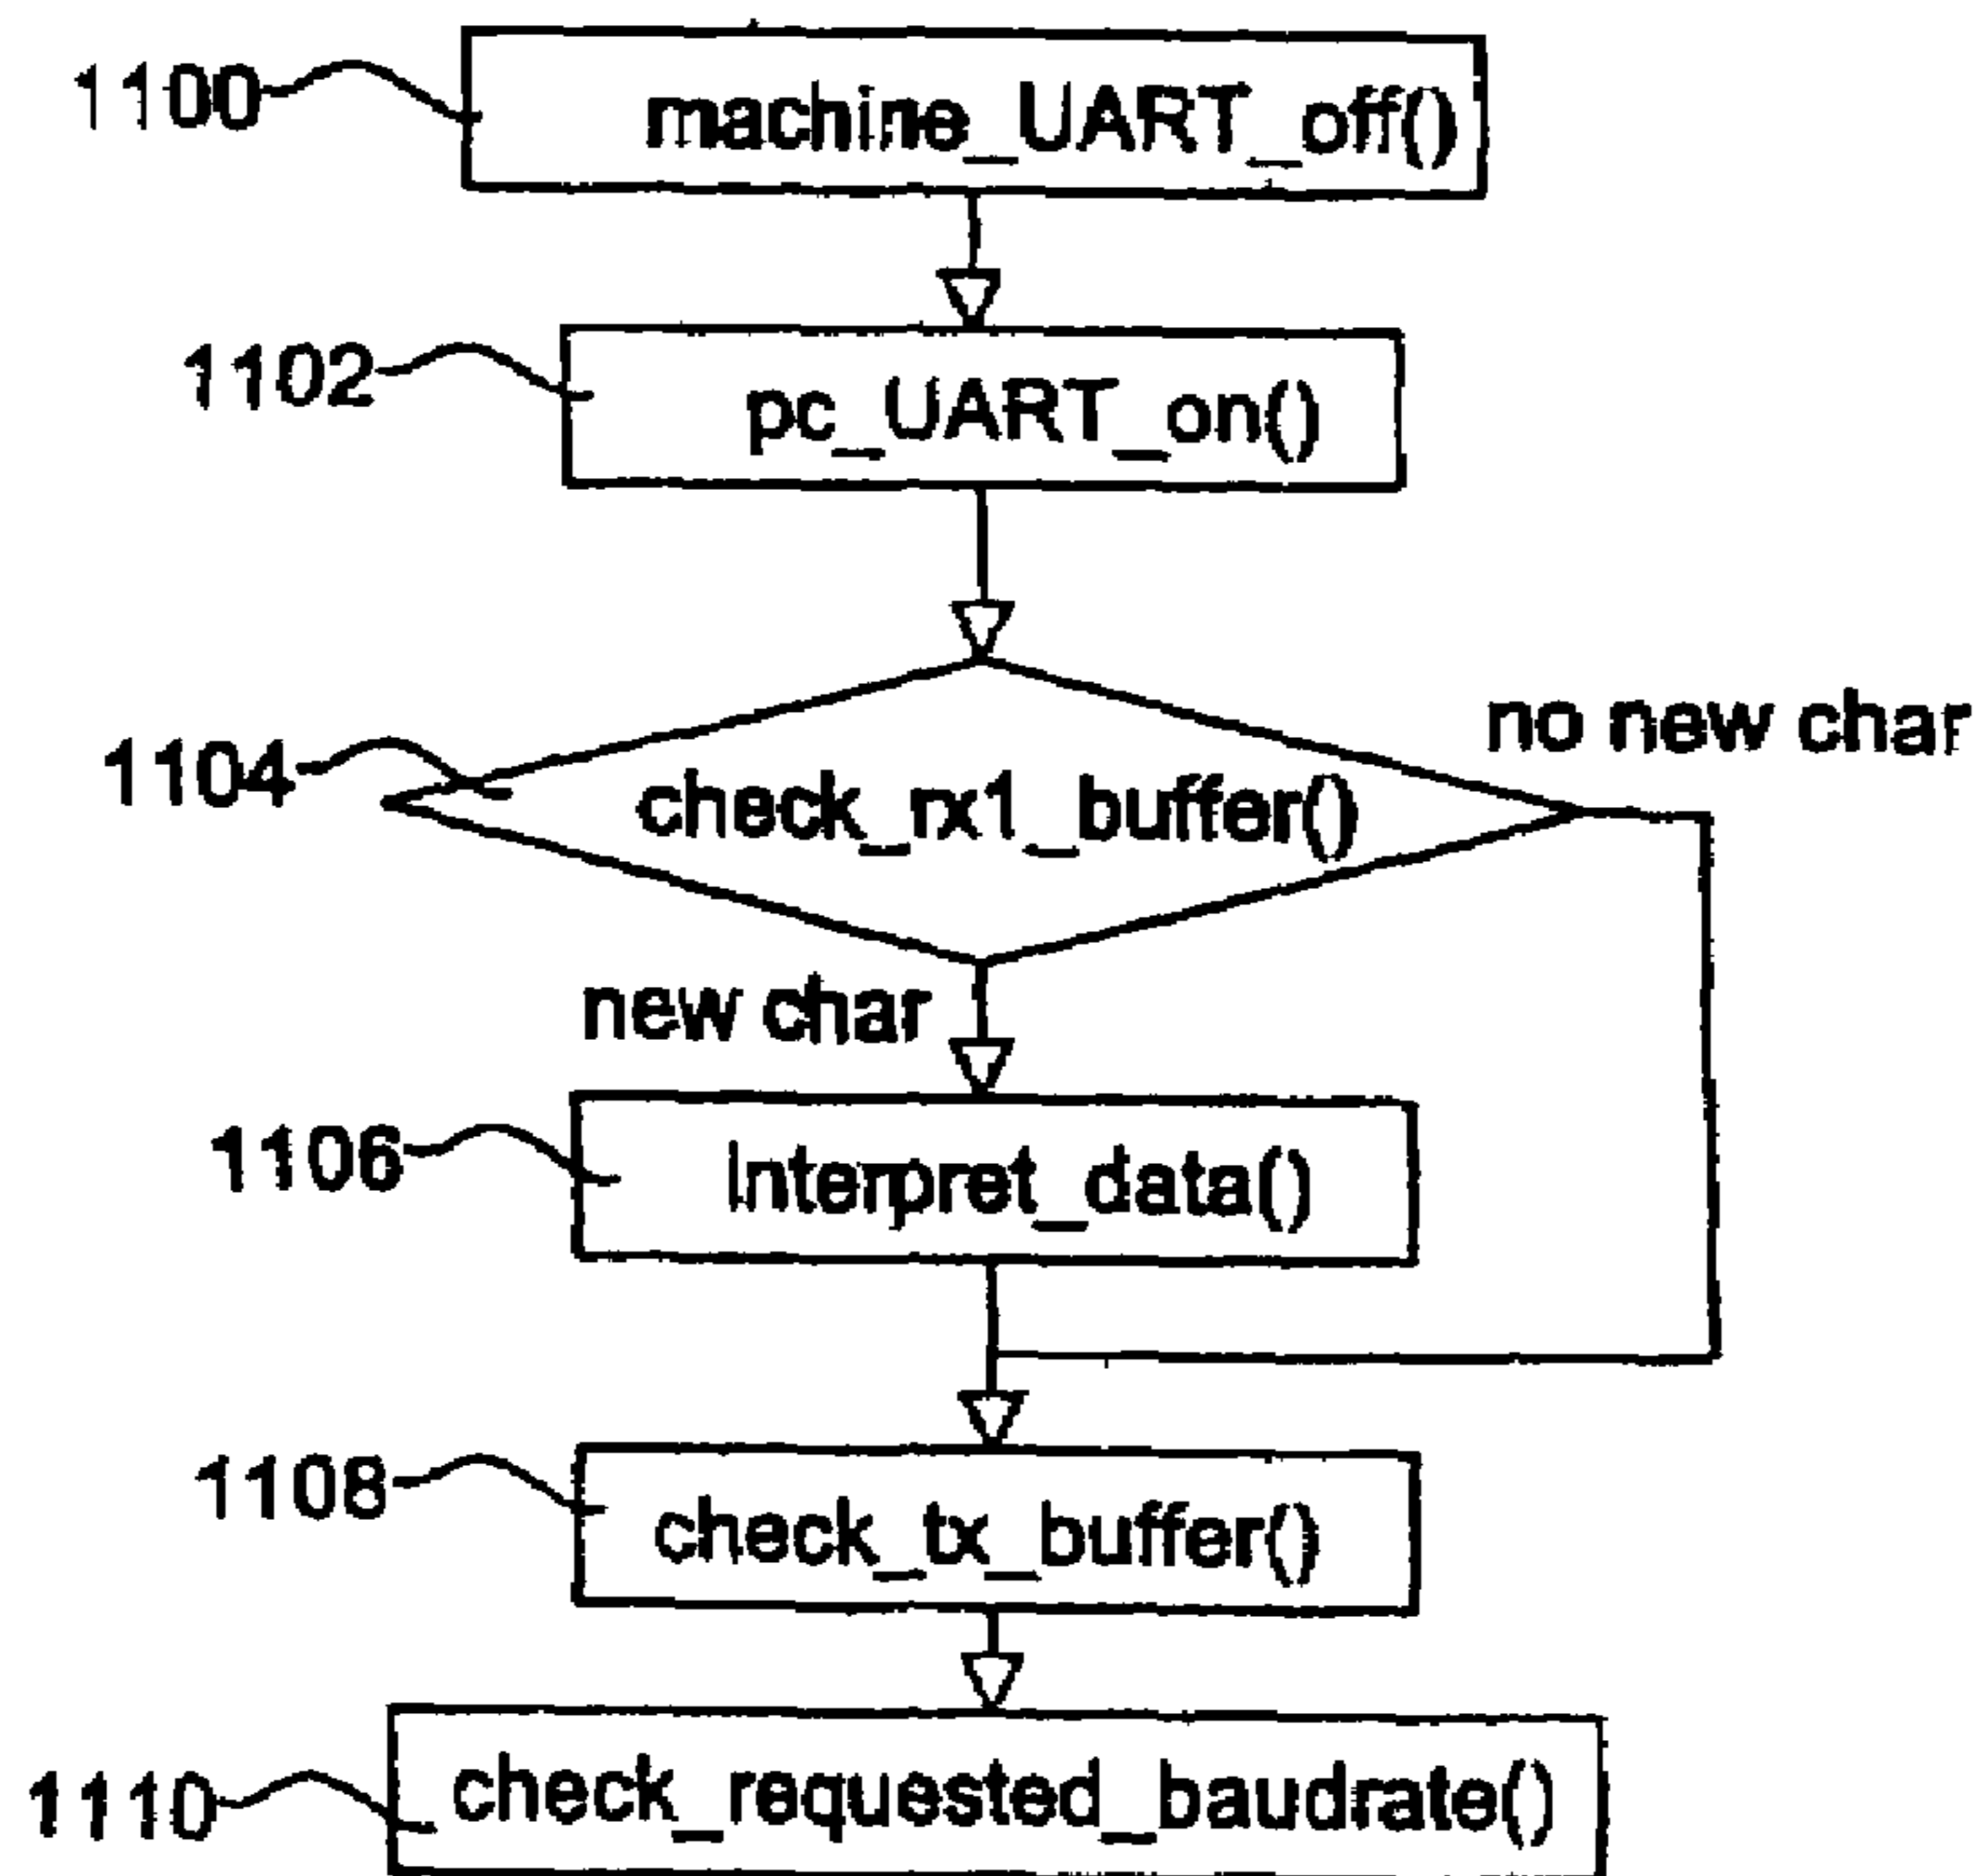 1100 machine_UART_off()
1102 pc_UART_on()
no new char
1104 check_rx1_buffer()
new char
1106 Interpret_data()
1108 check_tx_buffer()
1110 check_requested_baudrate()